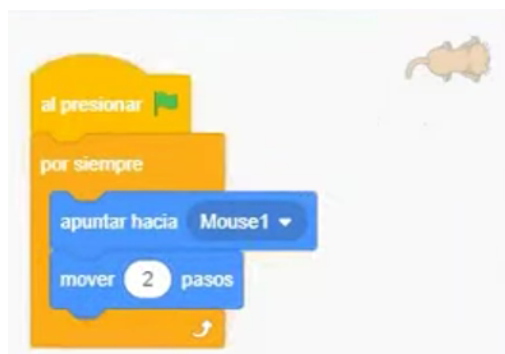 al presionar
por siempre
apuntar hacia Mouse1
mover 2 pasos